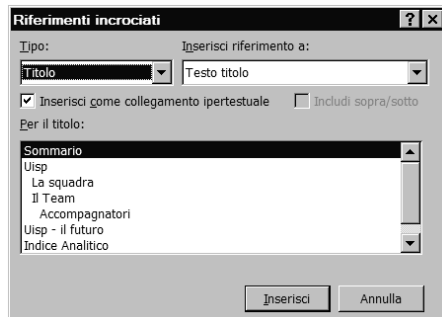 Riferimenti incrociati
Tipo: Inserisci riferimento a:
Titolo Testo titolo
Inserisci come collegamento ipertestuale Includi sopra/sotto
Per il titolo:
Sommario
Uisp
La squadra
Il Team
Accompagnatori
Uisp - il futuro
Indice Analitico
Inserisci Annulla